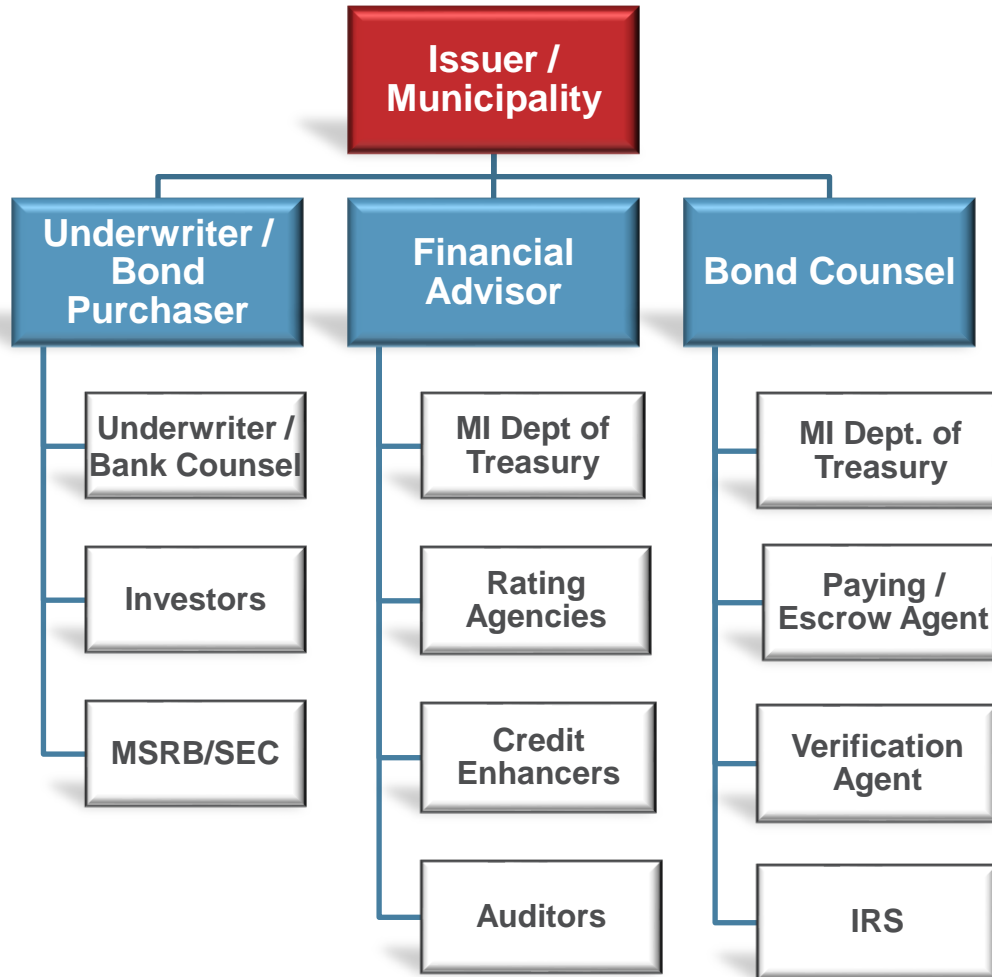 Issuer /
Municipality
Underwriter /
Bond
Purchaser
Financial
Advisor
Bond Counsel
Underwriter /
Bank Counsel
Investors
MSRB/SEC
MI Dept of
Treasury
Rating
Agencies
Credit
Enhancers
Auditors
MI Dept. of
Treasury
Paying /
Escrow Agent
Verification
Agent
IRS